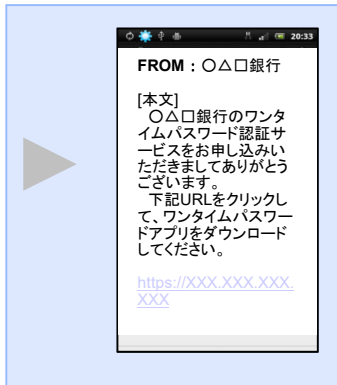 20:33
FROM：○△□銀行
[本文]
　○△□銀行のワンタ
イムパスワード認証サ
ービスをお申し込みい
ただきましてありがとう
ございます。
　下記URLをクリックし
て、ワンタイムパスワー
ドアプリをダウンロード
してください。
https://XXX.XXX.XXX.
XXX